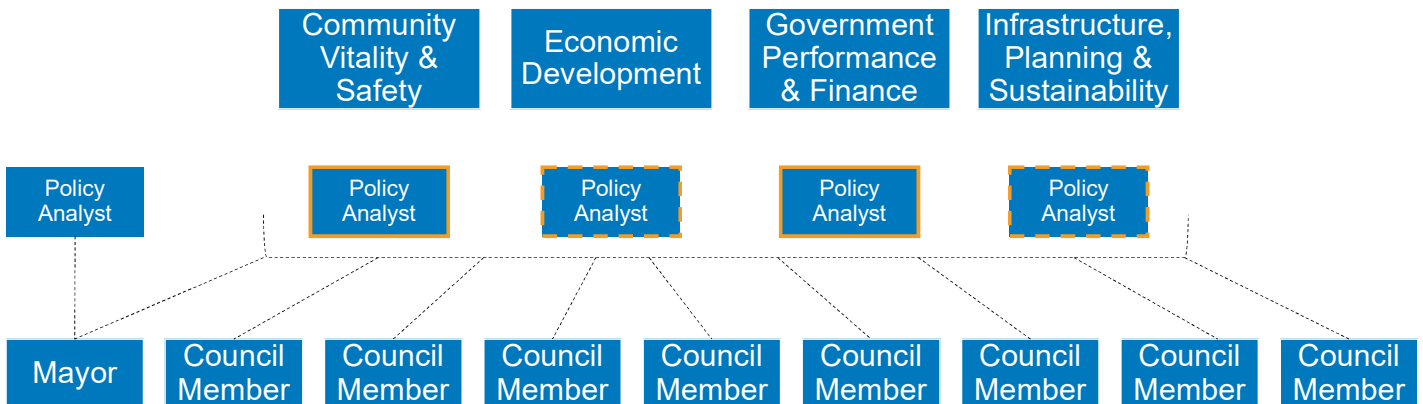 Community
Vitality &
Safety
Economic
Development
Government
Performance
& Finance
Infrastructure,
Planning &
Sustainability
Policy
Analyst
Policy
Analyst
Policy
Analyst
Policy
Analyst
Policy
Analyst
Mayor
Council
Member
Council
Member
Council
Member
Council
Member
Council
Member
Council
Member
Council
Member
Council
Member